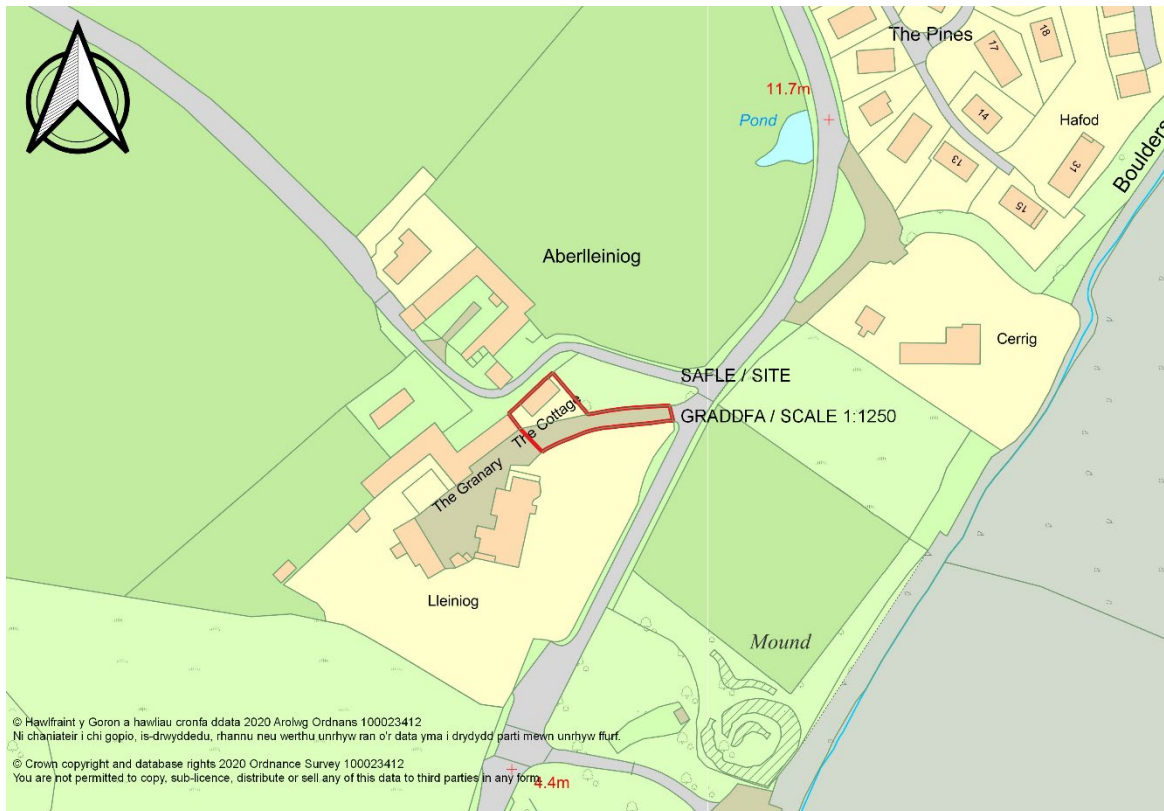 The Pines
18
17
11.7m
Pond
14
Hafod
13
31
15
Boulders
Aberlleiniog
Cerrig
SAFLE / SITE
GRADDFA / SCALE 1:1250
The Cottage
The Granary
Lleiniog
Mound
© Hawlfraint y Goron a hawliau cronfa ddata 2020 Arolwg Ordnans 100023412
Ni chaniateir i chi gopio, is-drwyddedu, rhannu neu werthu unrhyw ran o'r data yma i drydydd parti mewn unrhyw ffurf.
© Crown copyright and database rights 2020 Ordnance Survey 100023412
You are not permitted to copy, sub-licence, distribute or sell any of this data to third parties in any form.
4.4m